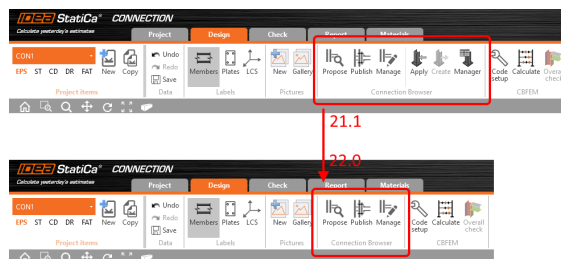 IDEA StatiCa® CONNECTION
Calculate yesterday's estimates
Project Design Check Report Materials
CON1
EPS ST CD DR FAT
New Copy
Undo
Redo
Save
Members Plates LCS
New Gallery
Propose Publish Manage
Apply Create Manager
Code setup
Calculate
Overall check
Project items Data Labels Pictures Connection Browser CBFEM
21.1
22.0
IDEA StatiCa® CONNECTION
Calculate yesterday's estimates
Project Design Check Report Materials
CON1
EPS ST CD DR FAT
New Copy
Undo
Redo
Save
Members Plates LCS
New Gallery
Propose Publish Manage
Code setup
Calculate
Overall check
Project items Data Labels Pictures Connection Browser CBFEM